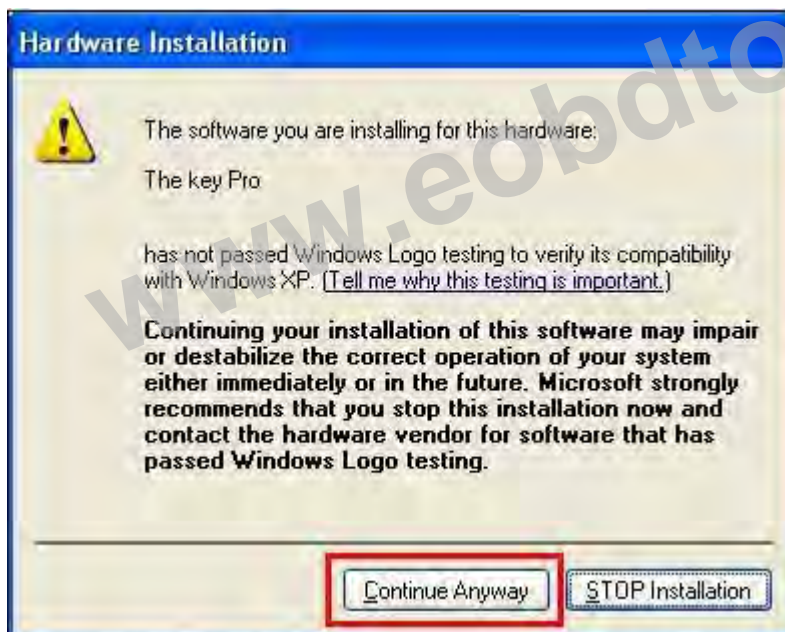 Hardware Installation
The software you are installing for this hardware:
The key Pro
has not passed Windows Logo testing to verify its compatibility
with Windows XP. (Tell me why this testing is important.)
Continuing your installation of this software may impair
or destabilize the correct operation of your system
either immediately or in the future. Microsoft strongly
recommends that you stop this installation now and
contact the hardware vendor for software that has
passed Windows Logo testing.
Continue Anyway
STOP Installation
www.eobdto